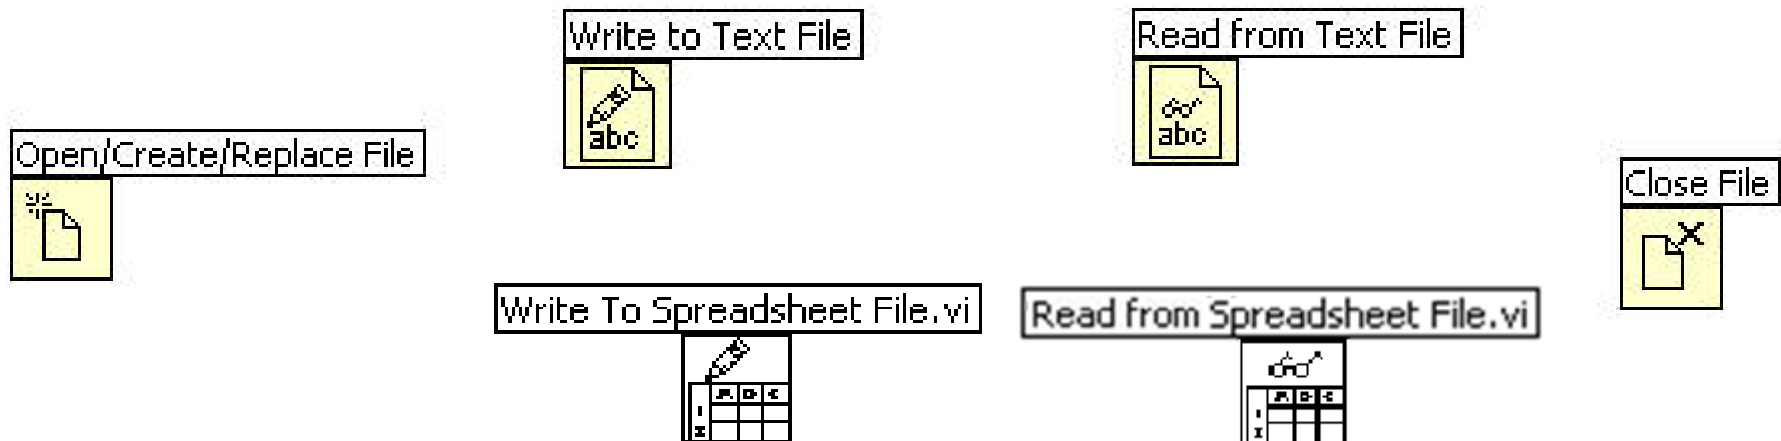 Write to Text File
abc
Read from Text File
abc
Open/Create/Replace File
Close File
Write To Spreadsheet File.vi
Read from Spreadsheet File.vi